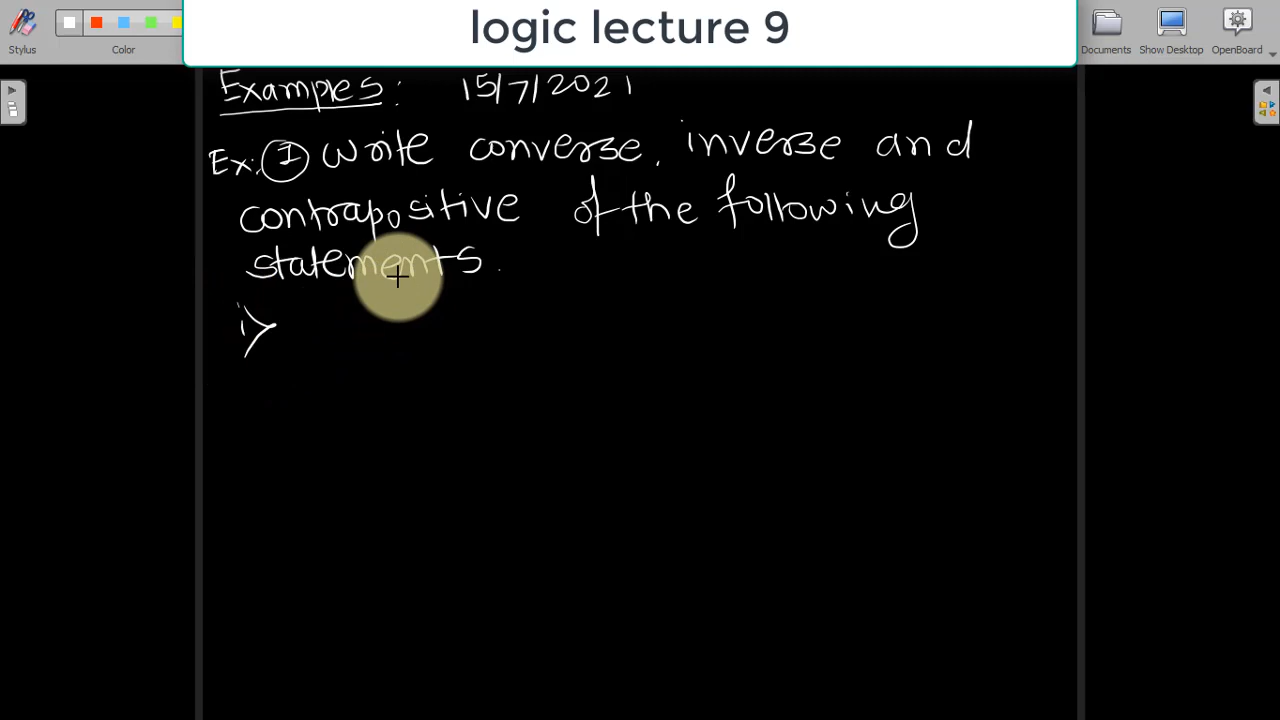 logic lecture 9
Stylus
Color
Documents
Show Desktop
OpenBoard
Examples: 15/7/2021
Ex: ① Write converse, inverse and
contrapositive of the following
statements.
i>